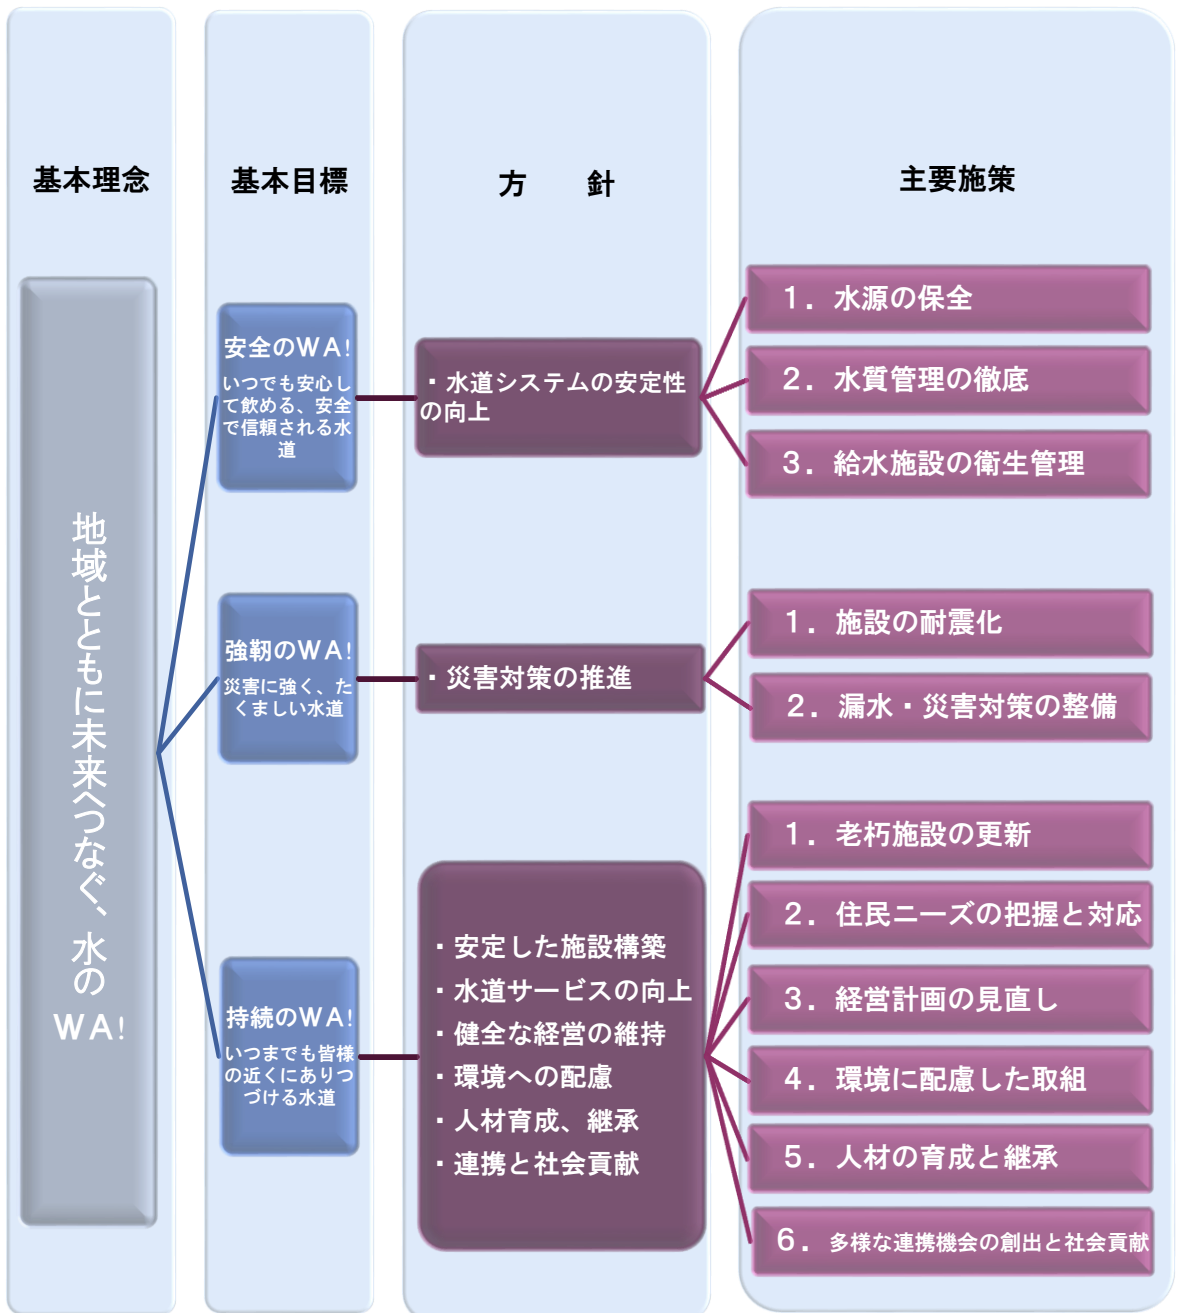 基本理念
基本目標
方　針
主要施策
地域とともに未来へつなぐ、水の
ＷＡ!
安全のＷＡ!
いつでも安心し
て飲める、安全
で信頼される水
道
・水道システムの安定性
の向上
１．水源の保全
２．水質管理の徹底
３．給水施設の衛生管理
強靭のＷＡ!
災害に強く、た
くましい水道
・災害対策の推進
１．施設の耐震化
２．漏水・災害対策の整備
持続のＷＡ!
いつまでも皆様
の近くにありつ
づける水道
・安定した施設構築
・水道サービスの向上
・健全な経営の維持
・環境への配慮
・人材育成、継承
・連携と社会貢献
１．老朽施設の更新
２．住民ニーズの把握と対応
３．経営計画の見直し
４．環境に配慮した取組
５．人材の育成と継承
６．多様な連携機会の創出と社会貢献